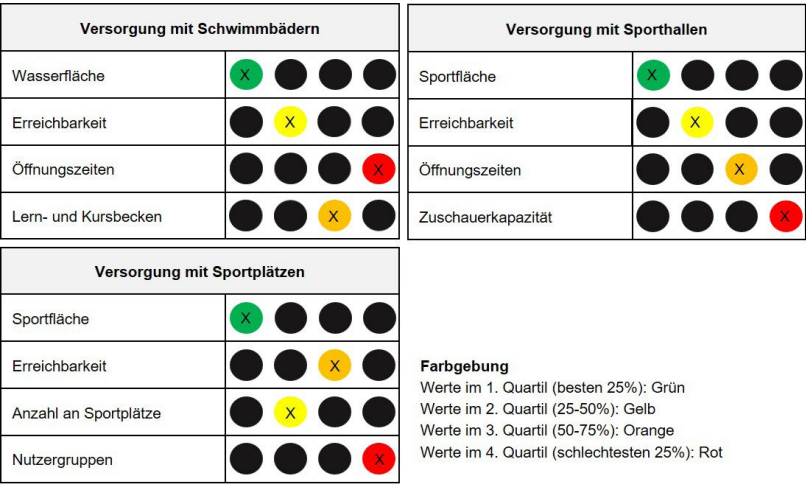 Versorgung mit Schwimmbädern
Wasserfläche X
Erreichbarkeit X
Öffnungszeiten X
Lern- und Kursbecken X
Versorgung mit Sporthallen
Sportfläche X
Erreichbarkeit X
Öffnungszeiten X
Zuschauerkapazität X
Versorgung mit Sportplätzen
Sportfläche X
Erreichbarkeit X
Anzahl an Sportplätze X
Nutzergruppen X
Farbgebung
Werte im 1. Quartil (besten 25%): Grün
Werte im 2. Quartil (25-50%): Gelb
Werte im 3. Quartil (50-75%): Orange
Werte im 4. Quartil (schlechtesten 25%): Rot